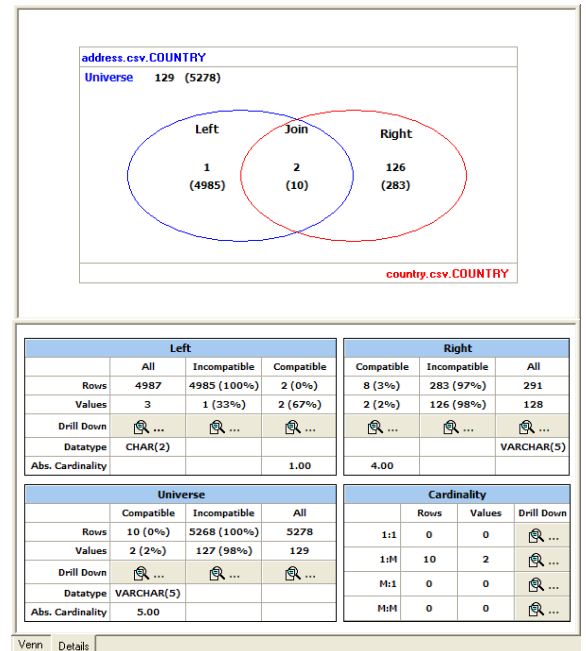 address.csv.COUNTRY
Universe 129 (5278)
Left Join Right
1 2 126
(4985) (10) (283)
country.csv.COUNTRY
Left
All Incompatible Compatible
Rows 4987 4985 (100%) 2 (0%)
Values 3 1 (33%) 2 (67%)
Drill Down ... ... ...
Datatype CHAR(2)
Abs. Cardinality 1.00
Right
Compatible Incompatible All
8 (3%) 283 (97%) 291
2 (2%) 126 (98%) 128
... ... ...
VARCHAR(5)
4.00
Universe
Compatible Incompatible All
Rows 10 (0%) 5268 (100%) 5278
Values 2 (2%) 127 (98%) 129
Drill Down ... ... ...
Datatype VARCHAR(5)
Abs. Cardinality 5.00
Cardinality
Rows Values Drill Down
1:1 0 0 ...
1:M 10 2 ...
M:1 0 0 ...
M:M 0 0 ...
Venn Details